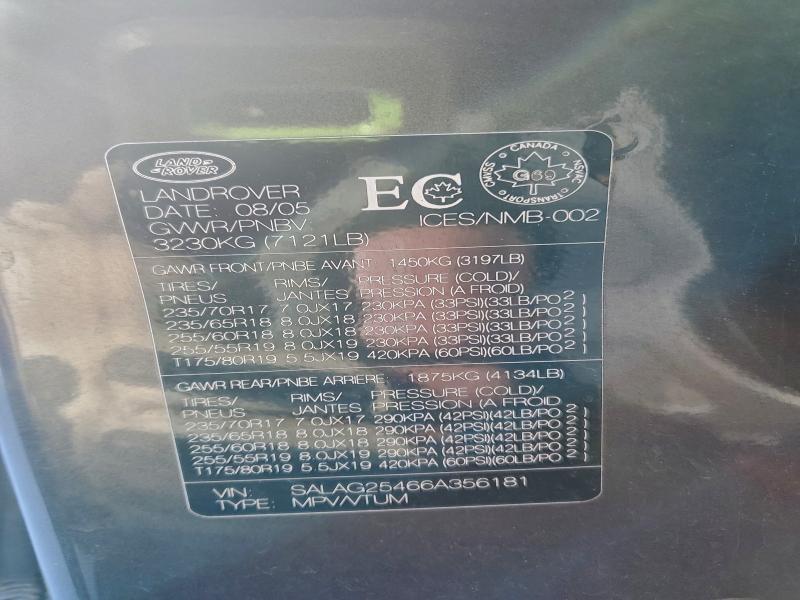 LAND-
ROVER
LANDROVER
DATE: 08/05
GVWR/PNBV:
3230KG (7121LB)
EC
ICES/NMB-002
CANADA
CMVSS
NSVAC
TRANSPORT
GAWR FRONT/PNBE AVANT 1450KG (3197LB)
TIRES/ RIMS/ PRESSURE (COLD)/
PNEUS JANTES PRESSION (A FROID)
235/70R17 7.0JX17 230KPA (33PSI)(33LB/PO2)
235/65R18 8.0JX18 230KPA (33PSI)(33LB/PO2)
255/60R18 8.0JX18 230KPA (33PSI)(33LB/PO2)
255/55R19 8.0JX19 230KPA (33PSI)(33LB/PO2)
T175/80R19 5.5JX19 420KPA (60PSI)(60LB/PO2)
GAWR REAR/PNBE ARRIERE: 1875KG (4134LB)
TIRES/ RIMS/ PRESSURE (COLD)/
PNEUS JANTES PRESSION (A FROID
235/70R17 7.0JX17 290KPA (42PSI)(42LB/PO2)
235/65R18 8.0JX18 290KPA (42PSI)(42LB/PO2)
255/60R18 8.0JX18 290KPA (42PSI)(42LB/PO2)
255/55R19 8.0JX19 290KPA (42PSI)(42LB/PO2)
T175/80R19 5.5JX19 420KPA (60PSI)(60LB/PO2)
VIN: SALAG25466A356181
TYPE: MPV/VTUM